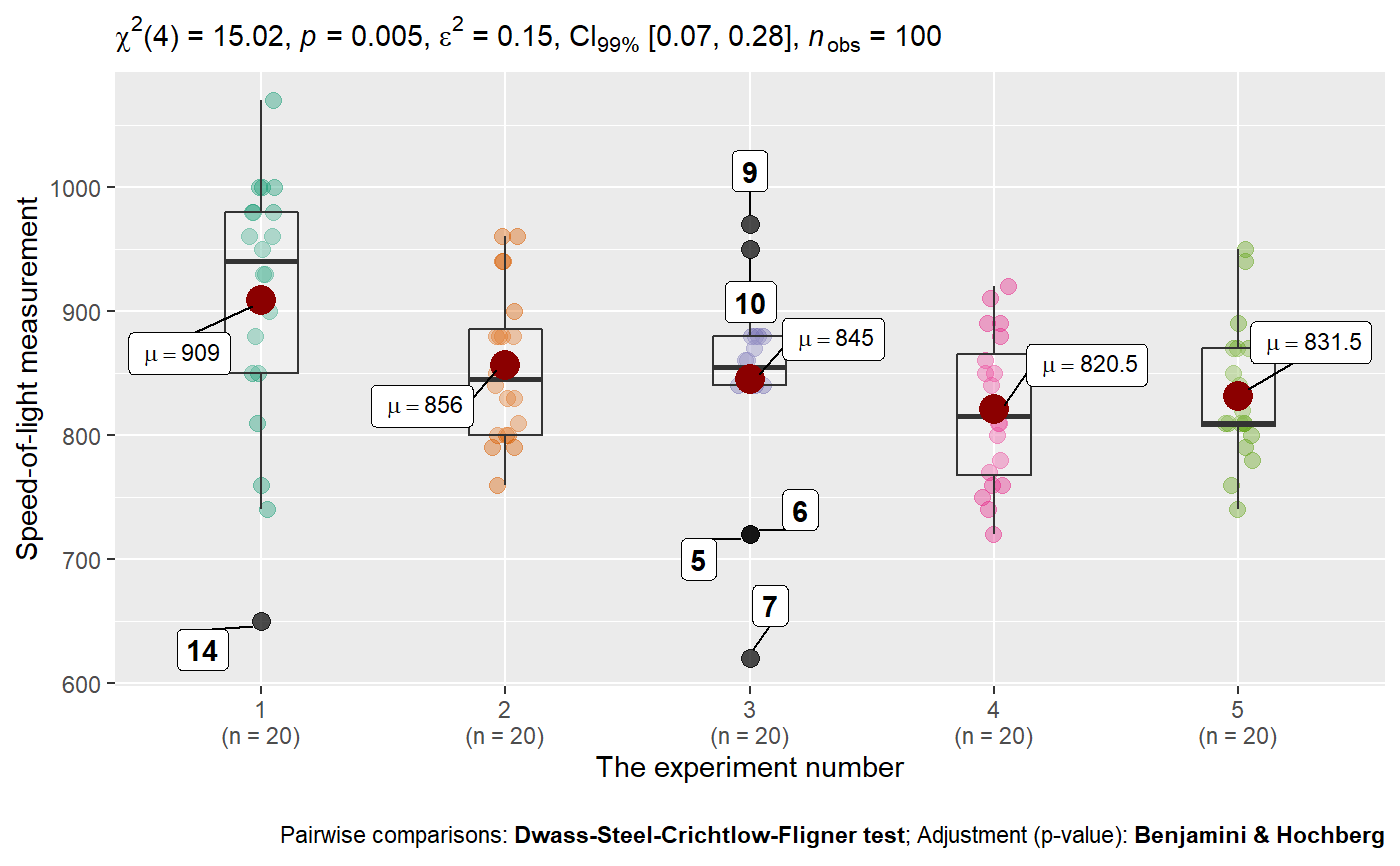 χ²(4) = 15.02, p = 0.005, ε² = 0.15, CI99% [0.07, 0.28], nobs = 100
Speed-of-light measurement
1000
900
800
700
600
9
10
μ = 909
μ = 856
μ = 845
μ = 820.5
μ = 831.5
6
5
7
14
1
(n = 20)
2
(n = 20)
3
(n = 20)
4
(n = 20)
5
(n = 20)
The experiment number
Pairwise comparisons: Dwass-Steel-Crichtlow-Fligner test; Adjustment (p-value): Benjamini & Hochberg